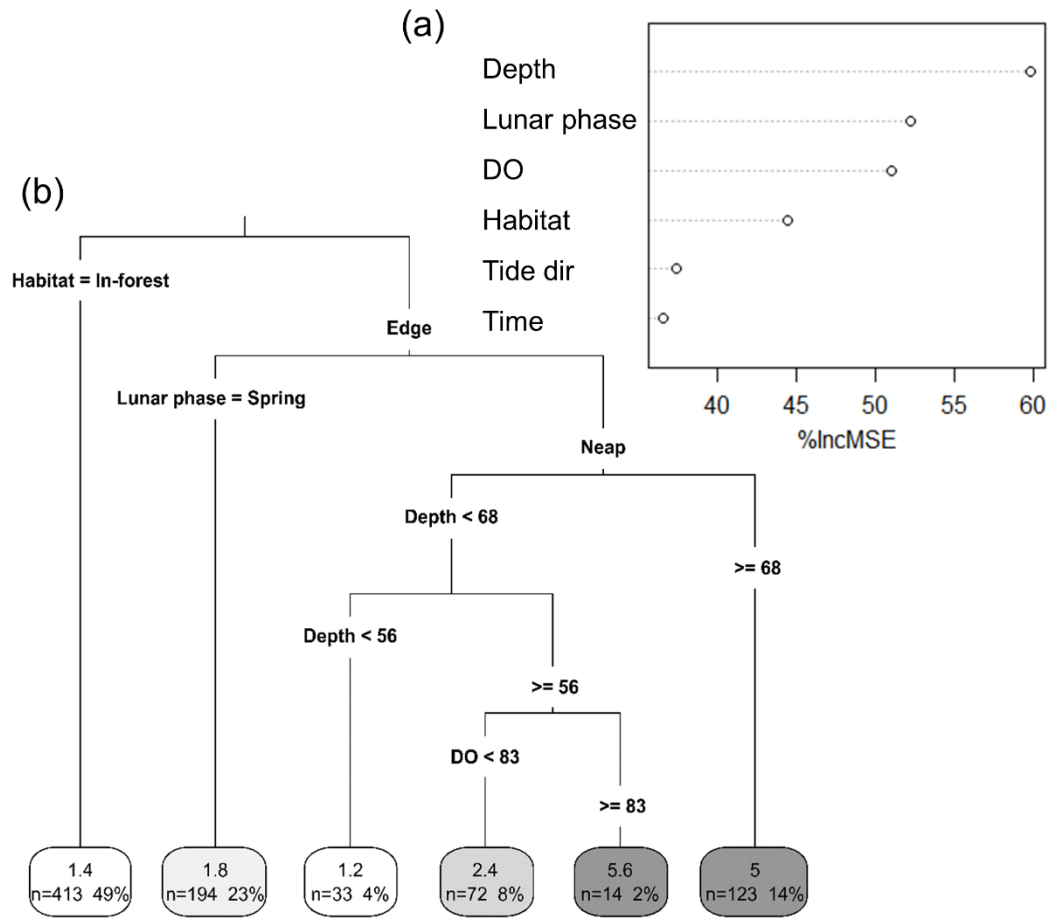 (a)
Depth
Lunar phase
DO
Habitat
Tide dir
Time
40 45 50 55 60
%IncMSE
(b)
Habitat = In-forest
Edge
Lunar phase = Spring
Neap
Depth < 68
>= 68
Depth < 56
>= 56
DO < 83
>= 83
1.4
n=413 49%
1.8
n=194 23%
1.2
n=33 4%
2.4
n=72 8%
5.6
n=14 2%
5
n=123 14%